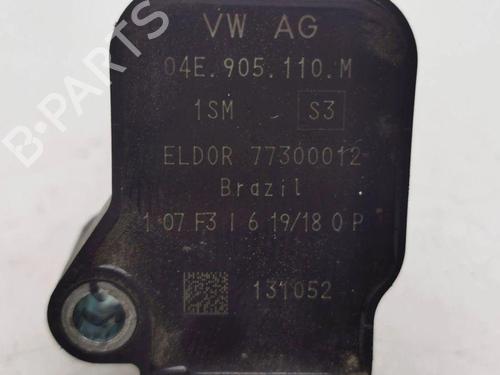 VW AG
04E.905.110.M
1SM S3
ELDOR 77300012
Brazil
1 07 F3 I 6 19/18 0 P
131052
B-PARTS